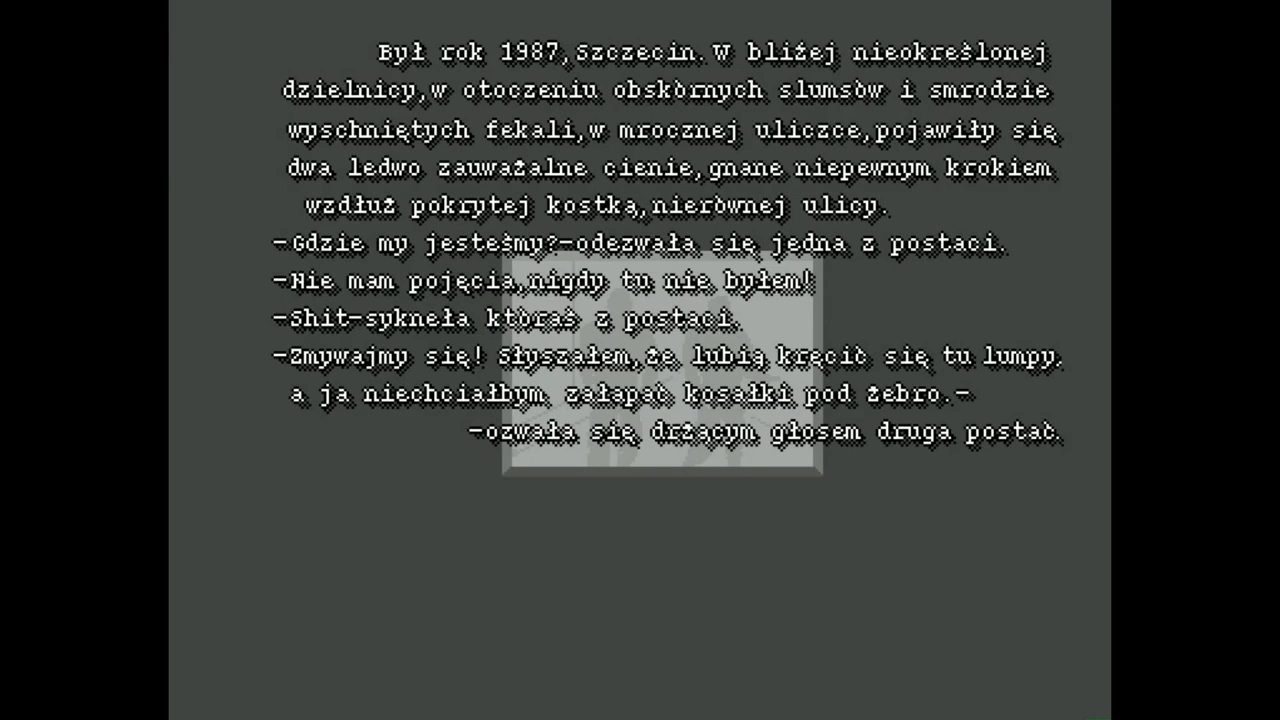 Był rok 1987,Szczecin.W bliżej nieokreślonej
dzielnicy,w otoczeniu obskórnych slumsów i smrodzie
wyschniętych fekali,w mrocznej uliczce,pojawiły się
dwa ledwo zauważalne cienie,gnane niepewnym krokiem
wzdłuż pokrytej kostką,nierównej ulicy.
-Gdzie my jesteśmy?-odezwała się jedna z postaci.
-Nie mam pojęcia,nigdy tu nie byłem!
-Shit-sykneła któraś z postaci.
-Zmywajmy się! Słyszałem,że lubią kręcić się tu lumpy.
a ja niechciałbym załapać kosałki pod żebro.-
-ozwała się drżącym głosem druga postać.